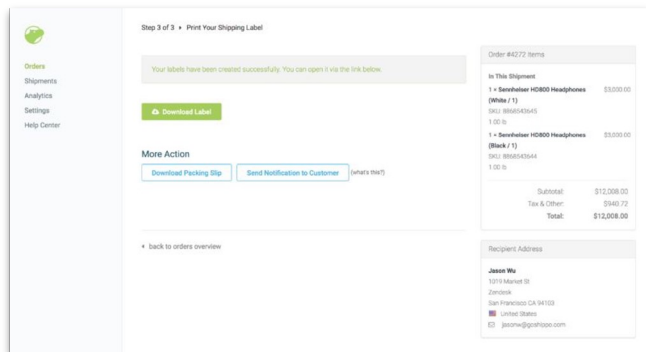 Step 3 of 3 ▸ Print Your Shipping Label
Orders
Shipments
Analytics
Settings
Help Center
Your labels have been created successfully. You can open it via the link below.
Download Label
More Action
Download Packing Slip
Send Notification to Customer
(what's this?)
back to orders overview
Order #4272 items
In This Shipment
1 × Sennheiser HD800 Headphones $3,000.00
(White / 1)
SKU: 8868543645
1.00 lb
1 × Sennheiser HD800 Headphones $3,000.00
(Black / 1)
SKU: 8868543644
1.00 lb
Subtotal: $12,008.00
Tax & Other: $940.72
Total: $12,008.00
Recipient Address
Jason Wu
1019 Market St
Zendesk
San Francisco CA 94103
United States
jasonw@goshippo.com